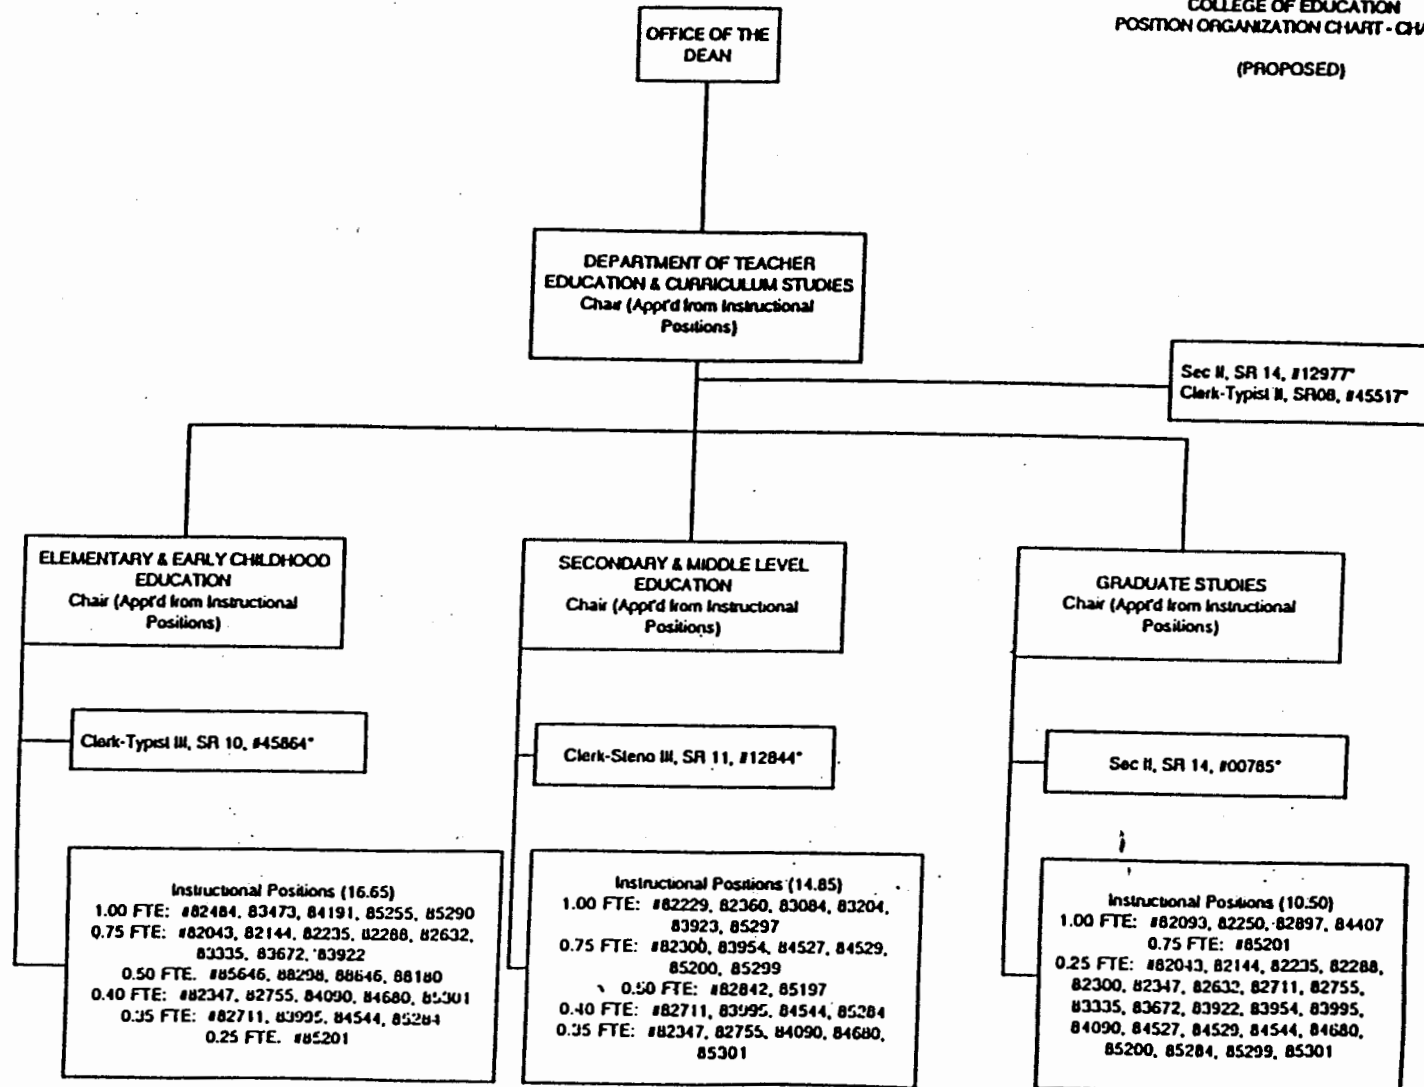 COLLEGE OF EDUCATION
POSITION ORGANIZATION CHART -
(PROPOSED)
OFFICE OF THE
DEAN
DEPARTMENT OF TEACHER
EDUCATION & CURRICULUM STUDIES
Chair (Appt'd from Instructional
Positions)
Sec II, SR 14, #12977*
Clerk-Typist II, SR08, #45517*
ELEMENTARY & EARLY CHILDHOOD
EDUCATION
Chair (Appt'd from Instructional
Positions)
SECONDARY & MIDDLE LEVEL
EDUCATION
Chair (Appt'd from Instructional
Positions)
GRADUATE STUDIES
Chair (Appt'd from Instructional
Positions)
Clerk-Typist III, SR 10, #45864*
Clerk-Steno III, SR 11, #12844*
Sec II, SR 14, #00785*
Instructional Positions (16.65)
1.00 FTE: #82484, 83473, 84191, 85255, 85290
0.75 FTE: #82043, 82144, 82235, 82288, 82632,
83335, 83672, 83922
0.50 FTE. #85646, 88298, 88646, 88180
0.40 FTE: #82347, 82755, 84090, 84680, 85301
0.35 FTE: #82711, 83995, 84544, 85284
0.25 FTE. #85201
Instructional Positions (14.85)
1.00 FTE: #82229, 82360, 83084, 83204,
83923, 85297
0.75 FTE: #82300, 83954, 84527, 84529,
85200, 85299
0.50 FTE: #82842, 85197
0.40 FTE: #82711, 83995, 84544, 85284
0.35 FTE: #82347, 82755, 84090, 84680,
85301
Instructional Positions (10.50)
1.00 FTE: #82093, 82250, 82897, 84407
0.75 FTE: #85201
0.25 FTE: #82043, 82144, 82235, 82288,
82300, 82347, 82632, 82711, 82755,
83335, 83672, 83922, 83954, 83995,
84090, 84527, 84529, 84544, 84680,
85200, 85284, 85299, 85301